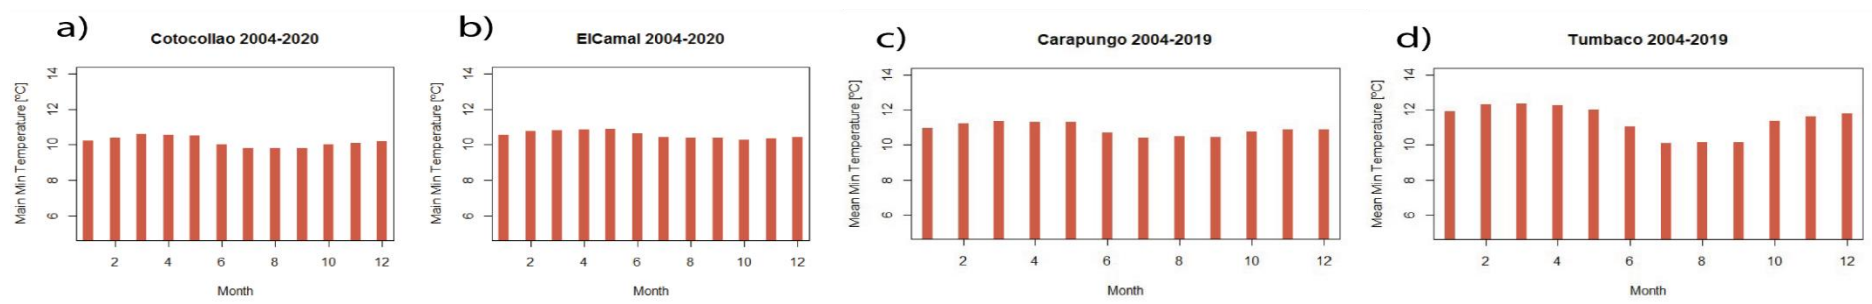 a)
Cotocollao 2004-2020
Main Min Temperature [ºC]
14
12
10
8
6
2 4 6 8 10 12
Month
b)
ElCamal 2004-2020
Main Min Temperature [ºC]
14
12
10
8
6
2 4 6 8 10 12
Month
c)
Carapungo 2004-2019
Mean Min Temperature [ºC]
14
12
10
8
6
2 4 6 8 10 12
Month
d)
Tumbaco 2004-2019
Mean Min Temperature [ºC]
14
12
10
8
6
2 4 6 8 10 12
Month